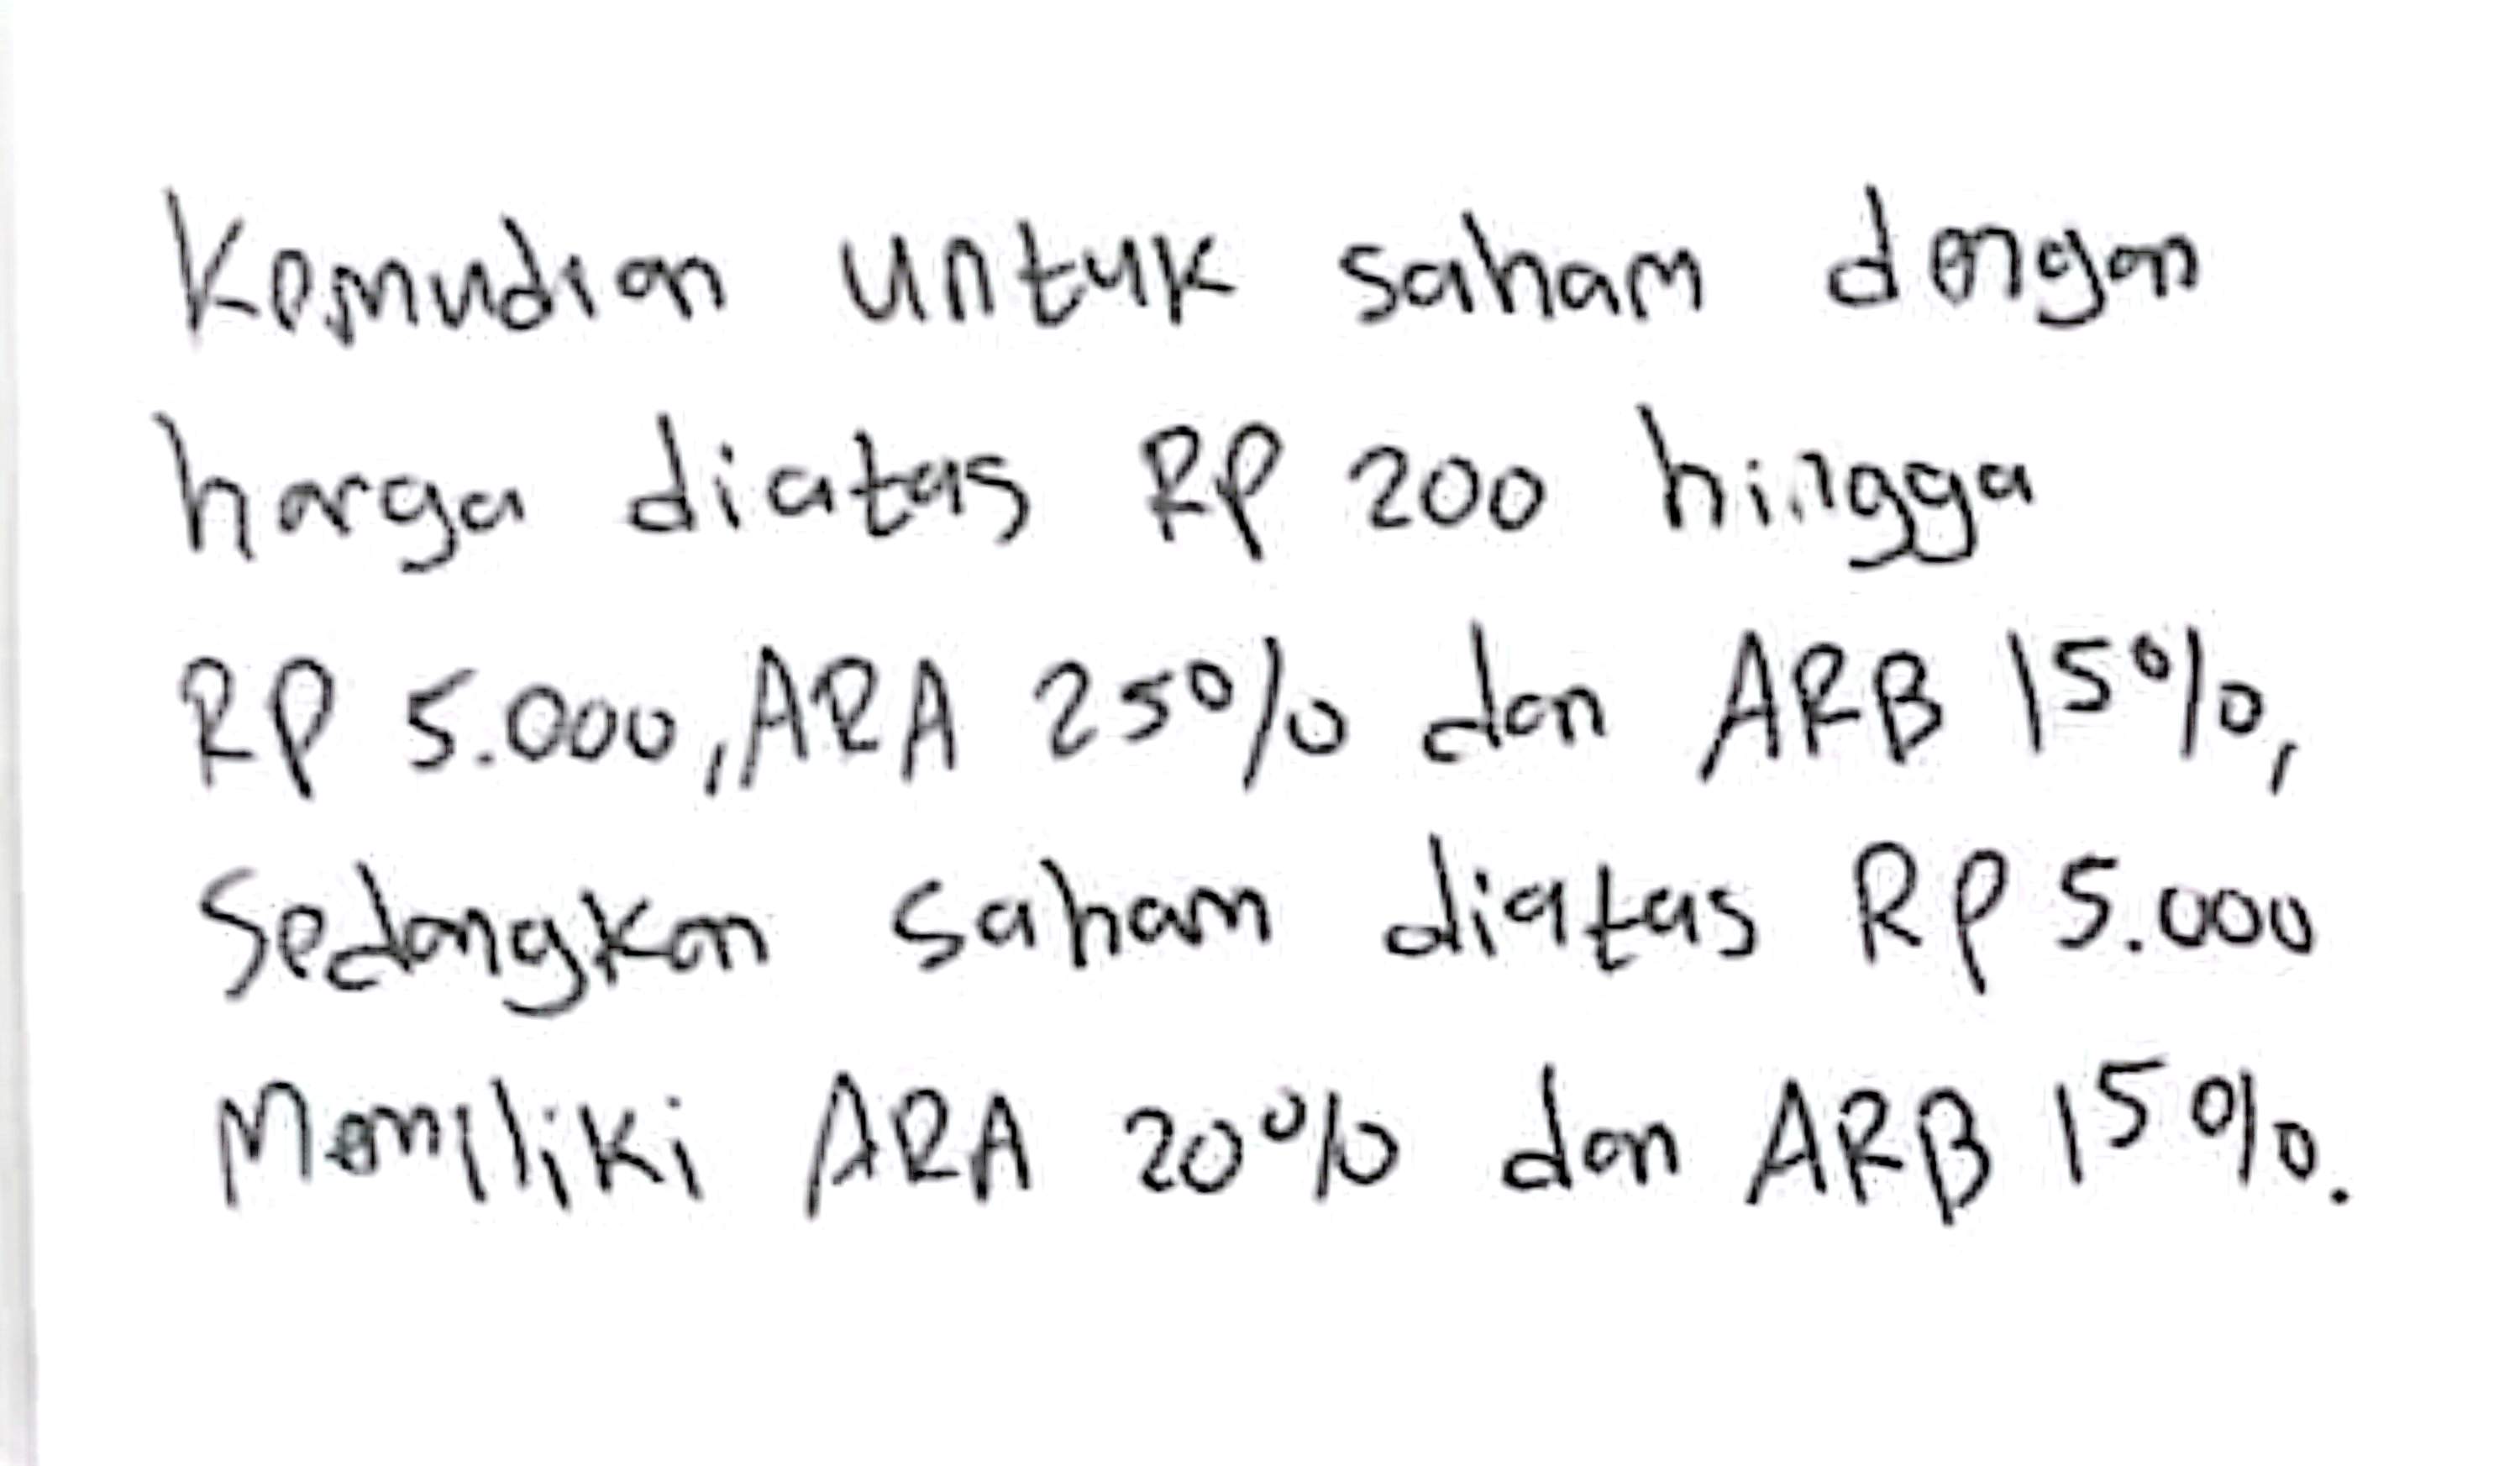 Kemudian untuk saham dengan
harga diatas RP 200 hingga
RP 5.000, ARA 25% dan ARB 15%,
Sedangkan saham diatas RP 5.000
Memiliki ARA 20% dan ARB 15%.